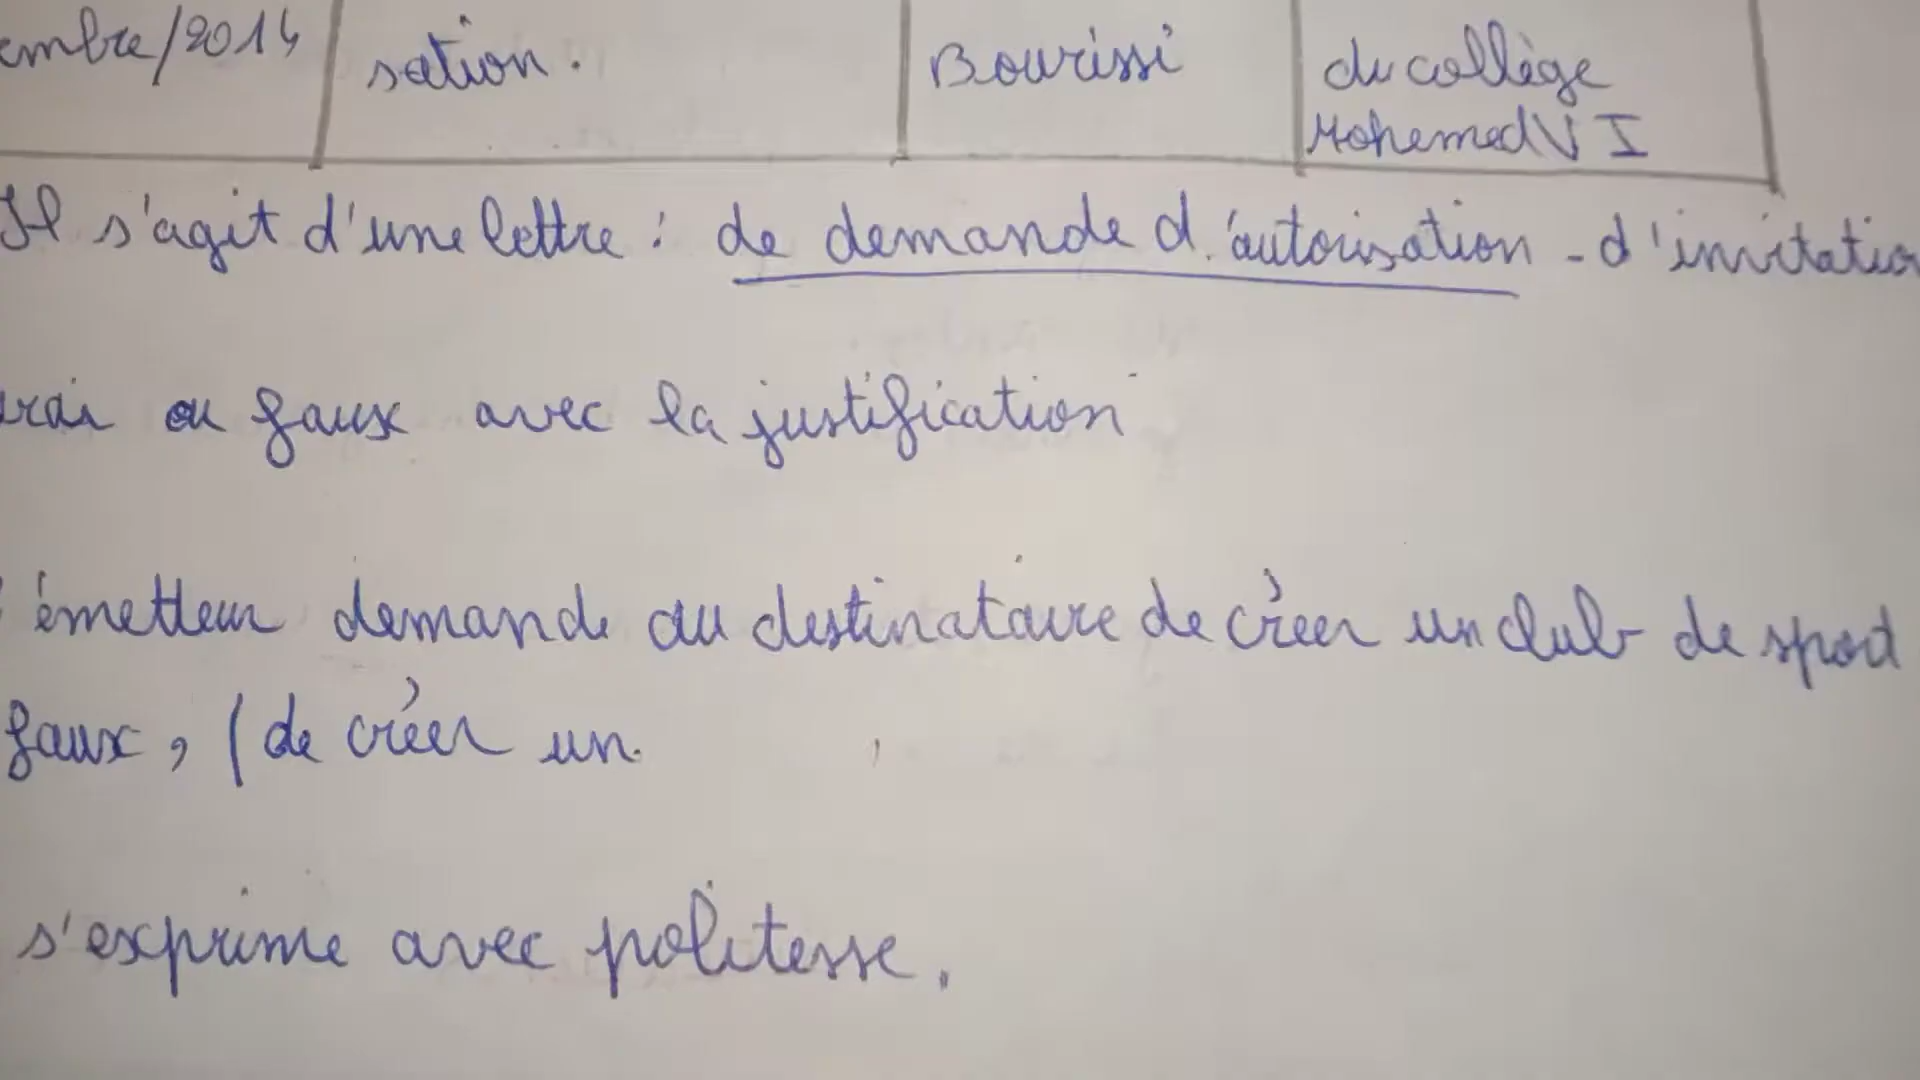 embre/2014 sation. Bourissi du collège
Mohemed VI
Il s'agit d'une lettre : de demande d'autorisation - d'invitation
vrai ou faux avec la justification
émetteur demande au destinataire de créer un club de sport
faux, (de créer un
s'exprime avec politesse.